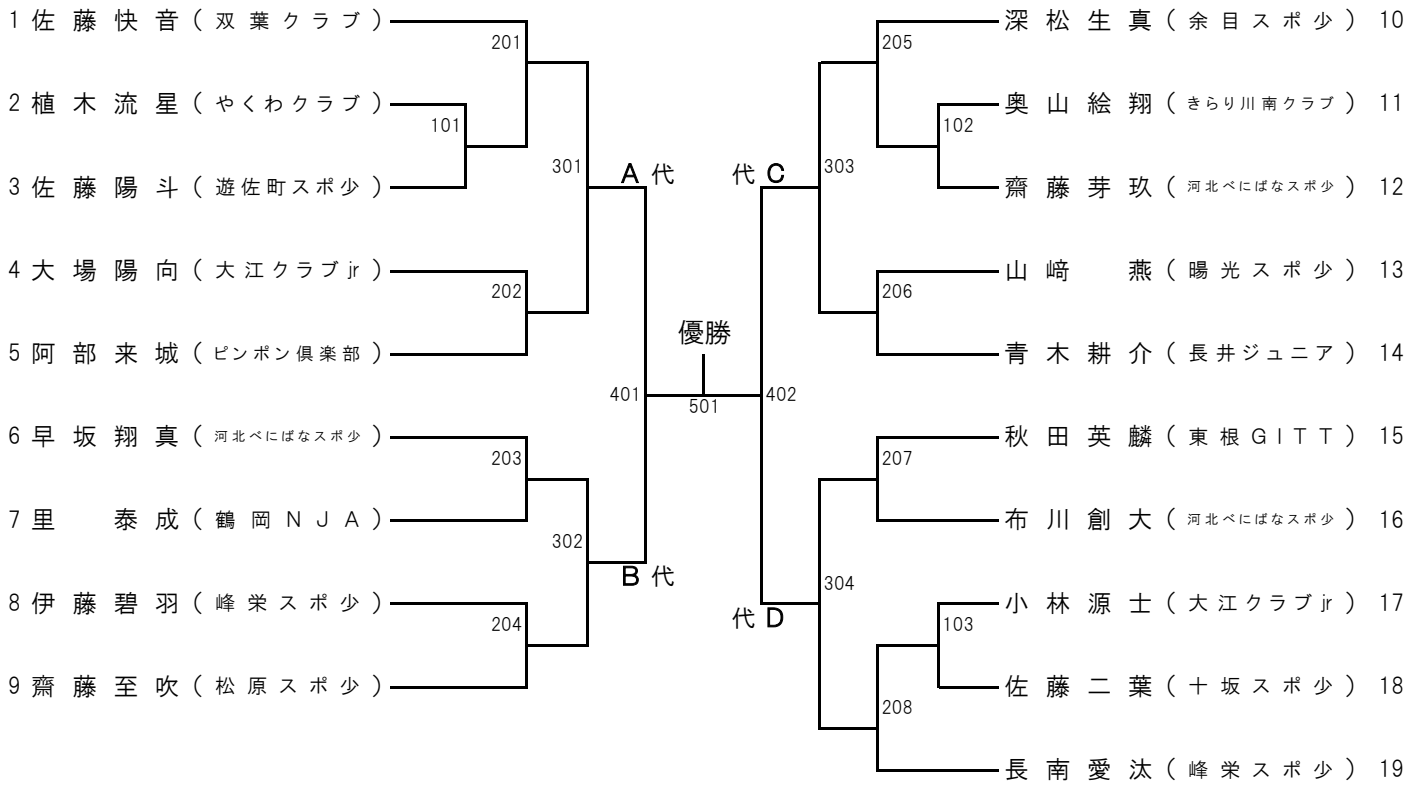 1 佐藤快音(双葉クラブ)
201
2 植木流星(やくわクラブ)
101
3 佐藤陽斗(遊佐町スポ少)
301
A 代
4 大場陽向(大江クラブjr)
202
5 阿部来城(ピンポン倶楽部)
401
6 早坂翔真(河北べにばなスポ少)
203
7 里 泰成(鶴岡NJA)
302
B 代
8 伊藤碧羽(峰栄スポ少)
204
9 齋藤至吹(松原スポ少)
優勝
501
深松生真(余目スポ少) 10
205
奥山絵翔(きらり川南クラブ) 11
102
齋藤芽玖(河北べにばなスポ少) 12
代 C
303
山﨑 燕(暘光スポ少) 13
206
青木耕介(長井ジュニア) 14
402
秋田英麟(東根GITT) 15
207
布川創大(河北べにばなスポ少) 16
304
代 D
小林源士(大江クラブjr) 17
103
佐藤二葉(十坂スポ少) 18
208
長南愛汰(峰栄スポ少) 19